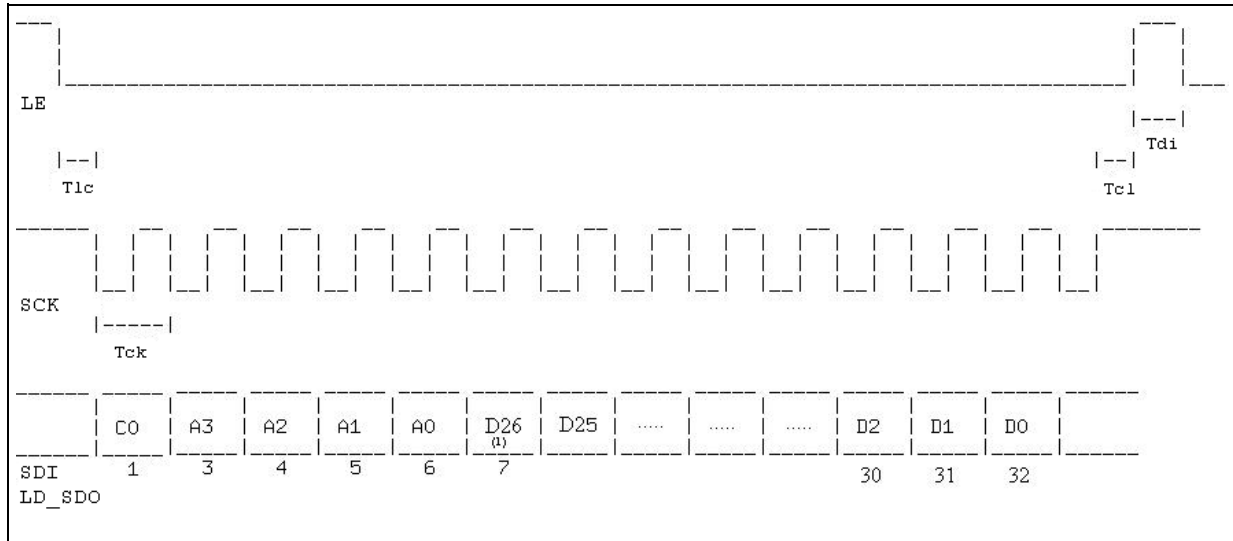 LE
Tdi
Tlc
Tcl
SCK
Tck
C0 A3 A2 A1 A0 D26 D25 ..... ..... ..... D2 D1 D0
(1)
SDI 1 3 4 5 6 7 30 31 32
LD_SDO